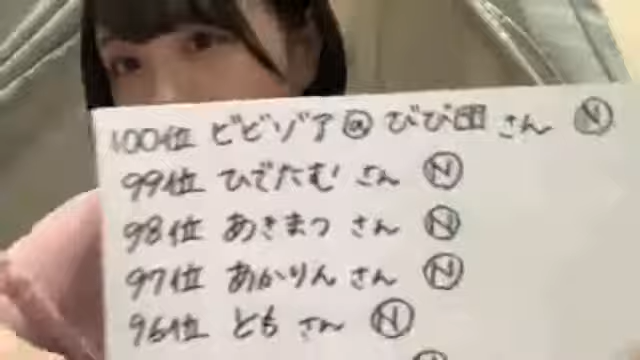 100位 ビビゾア@びび団さん Ⓝ
99位 ひでたむさん Ⓝ
98位 あきまつさん Ⓝ
97位 あかりんさん Ⓝ
96位 ともさん Ⓝ